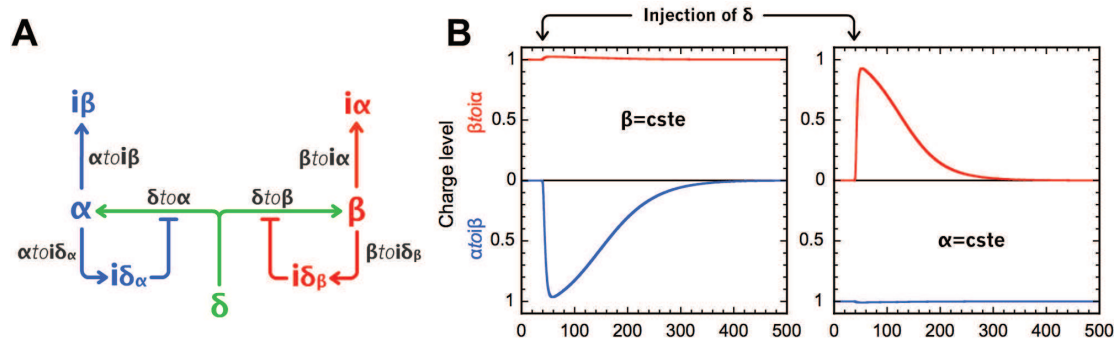 A
iβ
iα
αtoiβ
βtoiα
δtoα
δtoβ
α
β
αtoiδα
βtoiδβ
iδα
iδβ
δ
B
Injection of δ
Charge level
βtoiα
αtoiβ
1
0.5
0
0.5
1
β=cste
0 100 200 300 400 500
1
0.5
0
0.5
1
α=cste
0 100 200 300 400 500